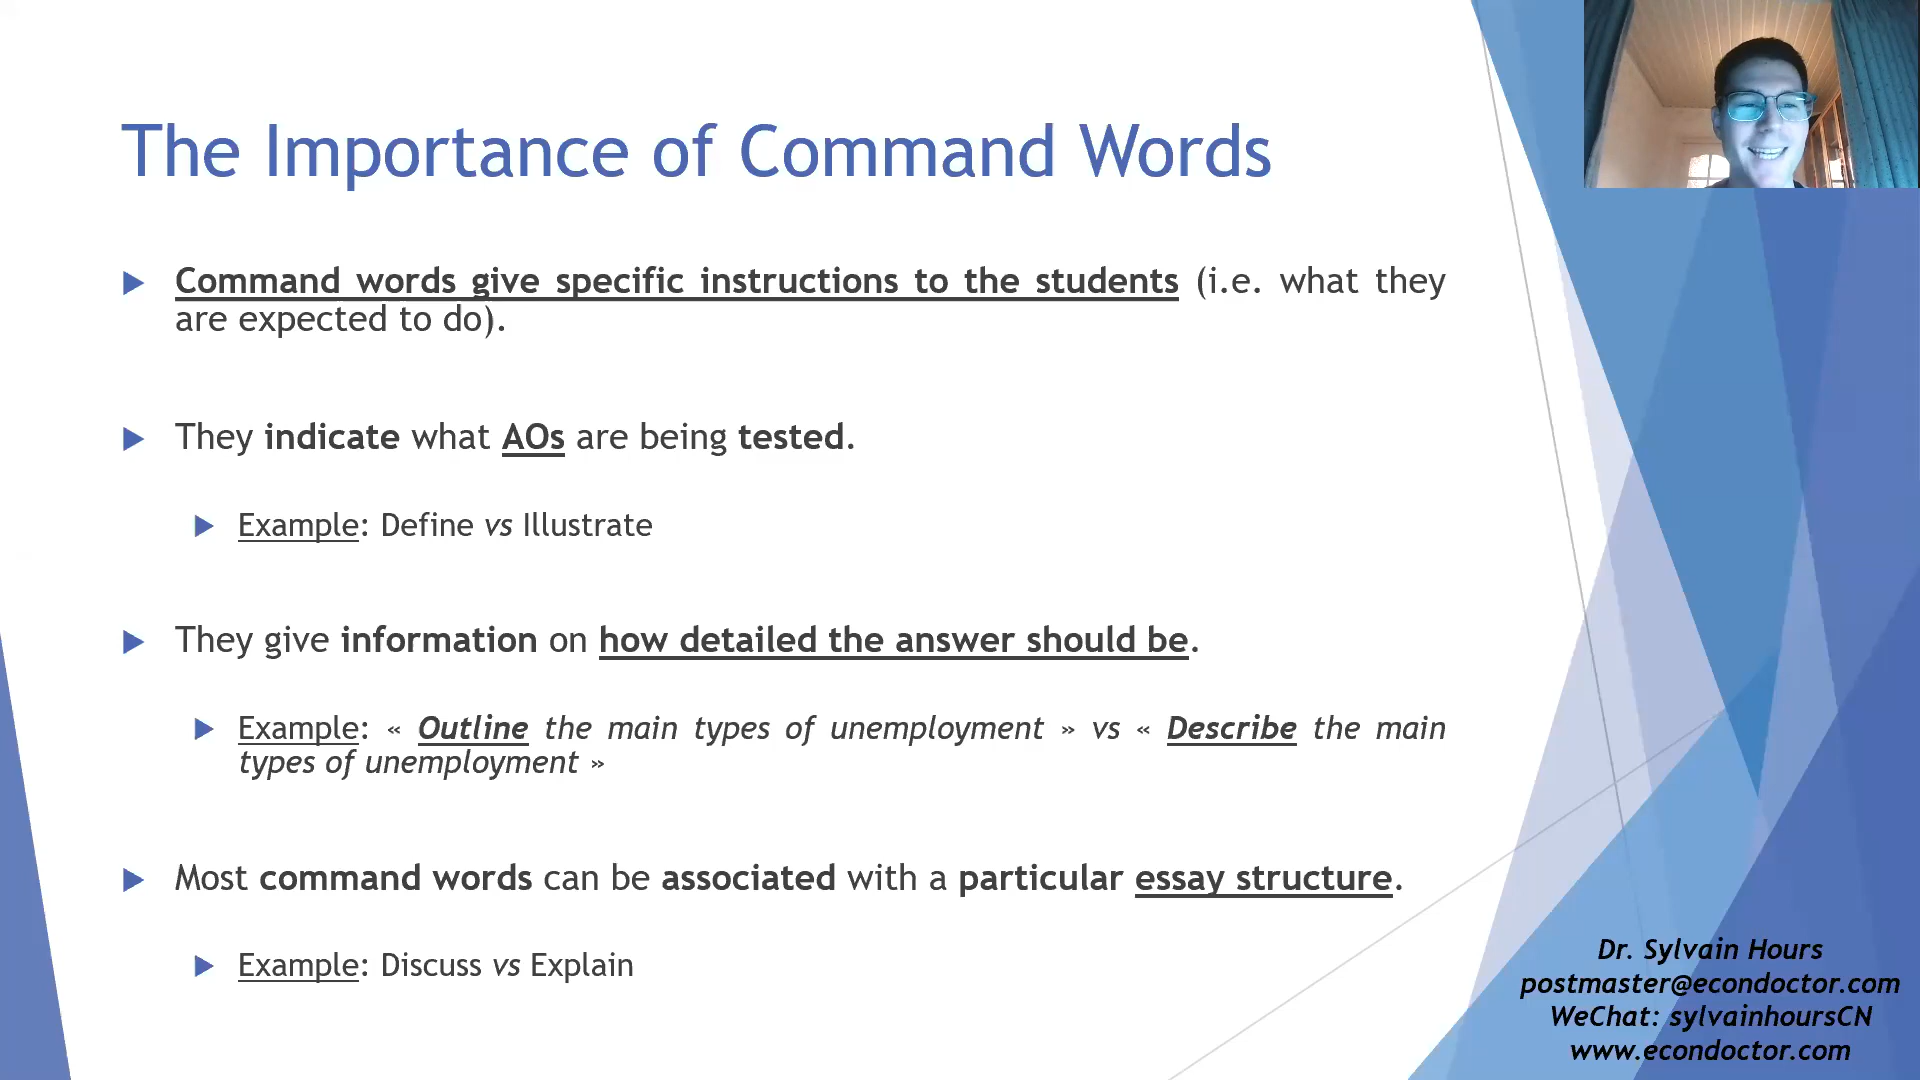 The Importance of Command Words
Command words give specific instructions to the students (i.e. what they
are expected to do).
They indicate what AOs are being tested.
Example: Define vs Illustrate
They give information on how detailed the answer should be.
Example: « Outline the main types of unemployment » vs « Describe the main
types of unemployment »
Most command words can be associated with a particular essay structure.
Example: Discuss vs Explain
Dr. Sylvain Hours
postmaster@econdoctor.com
WeChat: sylvainhoursCN
www.econdoctor.com